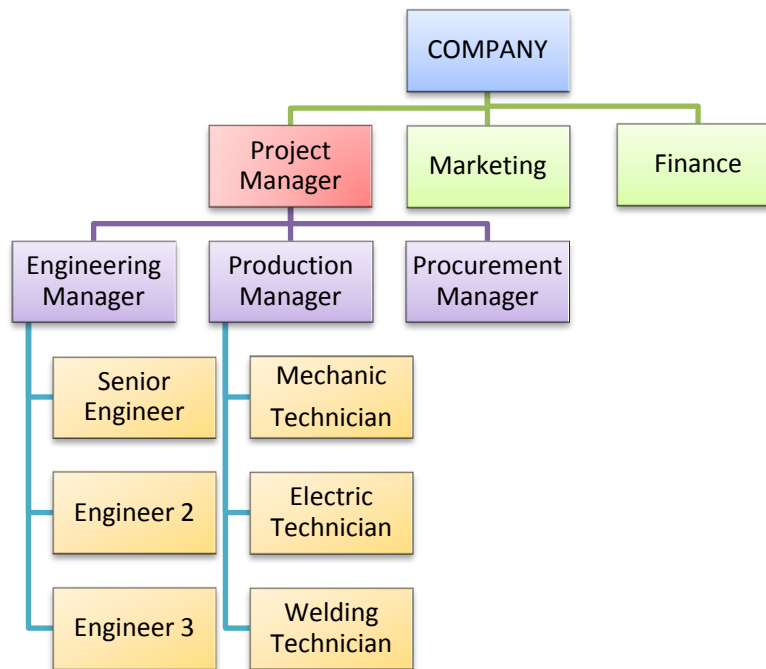 COMPANY
Project
Manager
Marketing
Finance
Engineering
Manager
Production
Manager
Procurement
Manager
Senior
Engineer
Mechanic
Technician
Engineer 2
Electric
Technician
Engineer 3
Welding
Technician